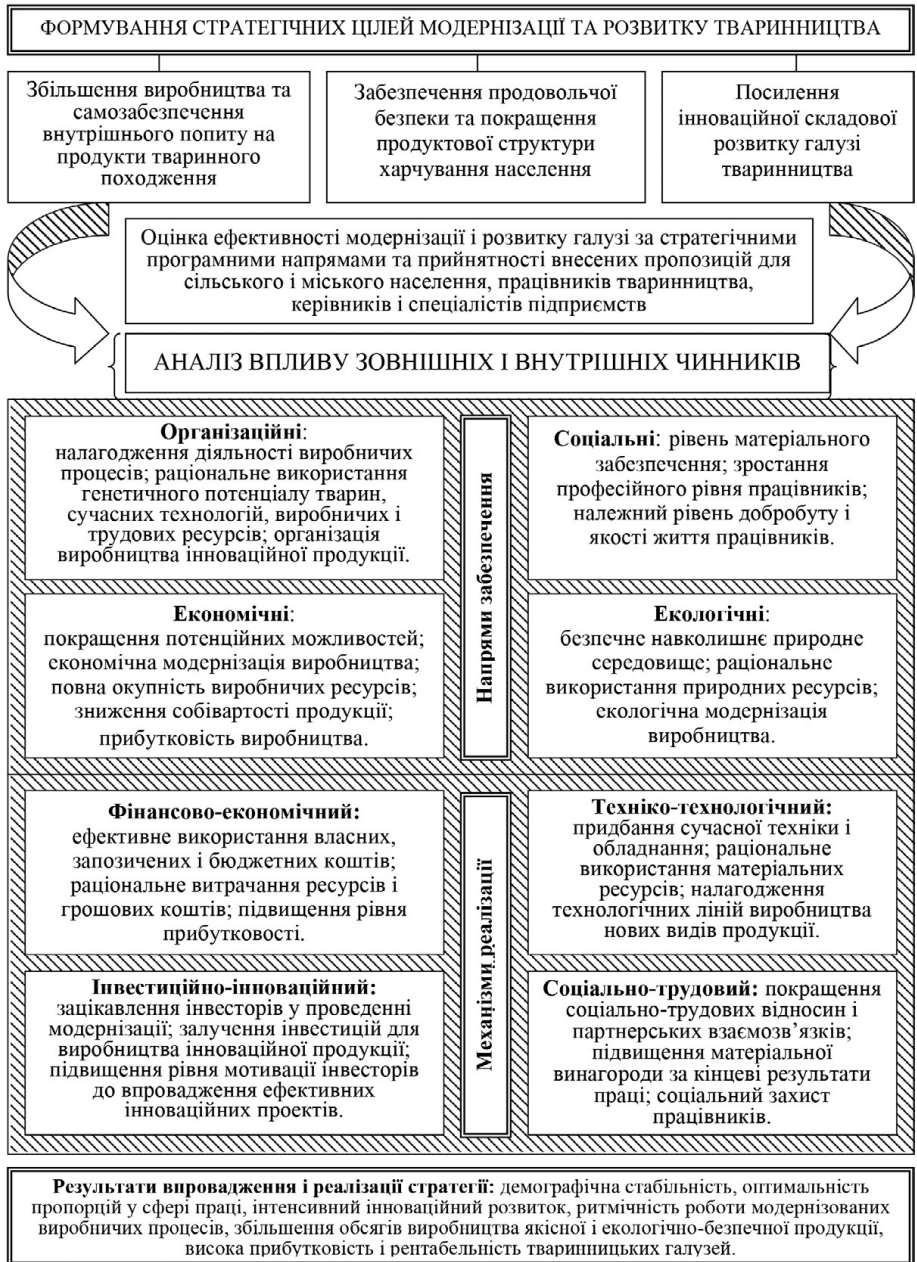 ФОРМУВАННЯ СТРАТЕГІЧНИХ ЦІЛЕЙ МОДЕРНІЗАЦІЇ ТА РОЗВИТКУ ТВАРИННИЦТВА
Збільшення виробництва та
самозабезпечення
внутрішнього попиту на
продукти тваринного
походження
Забезпечення продовольчої
безпеки та покращення
продуктової структури
харчування населення
Посилення
інноваційної складової
розвитку галузі
тваринництва
Оцінка ефективності модернізації і розвитку галузі за стратегічними
програмними напрямами та прийнятності внесених пропозицій для
сільського і міського населення, працівників тваринництва,
керівників і спеціалістів підприємств
АНАЛІЗ ВПЛИВУ ЗОВНІШНІХ І ВНУТРІШНІХ ЧИННИКІВ
Організаційні:
налагодження діяльності виробничих
процесів; раціональне використання
генетичного потенціалу тварин,
сучасних технологій, виробничих і
трудових ресурсів; організація
виробництва інноваційної продукції.
Напрями забезпечення
Соціальні: рівень матеріального
забезпечення; зростання
професійного рівня працівників;
належний рівень добробуту і
якості життя працівників.
Економічні:
покращення потенційних можливостей;
економічна модернізація виробництва;
повна окупність виробничих ресурсів;
зниження собівартості продукції;
прибутковість виробництва.
Екологічні:
безпечне навколишнє природне
середовище; раціональне
використання природних ресурсів;
екологічна модернізація
виробництва.
Фінансово-економічний:
ефективне використання власних,
запозичених і бюджетних коштів;
раціональне витрачання ресурсів і
грошових коштів; підвищення рівня
прибутковості.
Механізми реалізації
Техніко-технологічний:
придбання сучасної техніки і
обладнання; раціональне
використання матеріальних
ресурсів; налагодження
технологічних ліній виробництва
нових видів продукції.
Інвестиційно-інноваційний:
зацікавлення інвесторів у проведенні
модернізації; залучення інвестицій для
виробництва інноваційної продукції;
підвищення рівня мотивації інвесторів
до впровадження ефективних
інноваційних проектів.
Соціально-трудовий: покращення
соціально-трудових відносин і
партнерських взаємозв’язків;
підвищення матеріальної
винагороди за кінцеві результати
праці; соціальний захист
працівників.
Результати впровадження і реалізації стратегії: демографічна стабільність, оптимальність
пропорцій у сфері праці, інтенсивний інноваційний розвиток, ритмічність роботи модернізованих
виробничих процесів, збільшення обсягів виробництва якісної і екологічно-безпечної продукції,
висока прибутковість і рентабельність тваринницьких галузей.